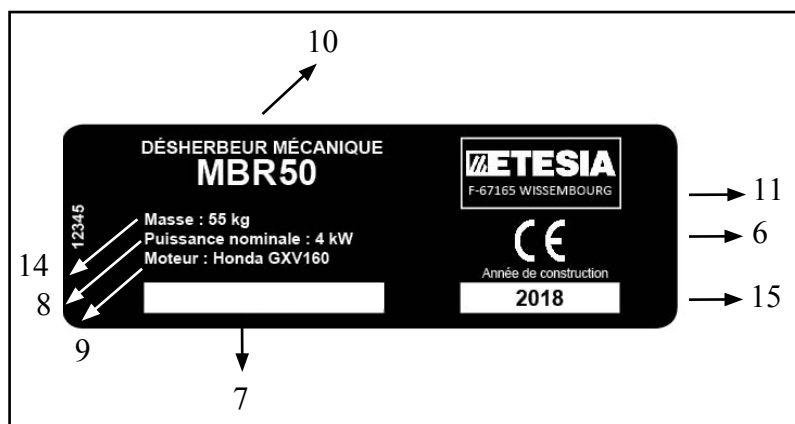 10
DÉSHERBEUR MÉCANIQUE
MBR50
ETESIA
F-67165 WISSEMBOURG
11
12345
Masse : 55 kg
Puissance nominale : 4 kW
Moteur : Honda GXV160
CE
6
Année de construction
2018
14
8
15
9
7